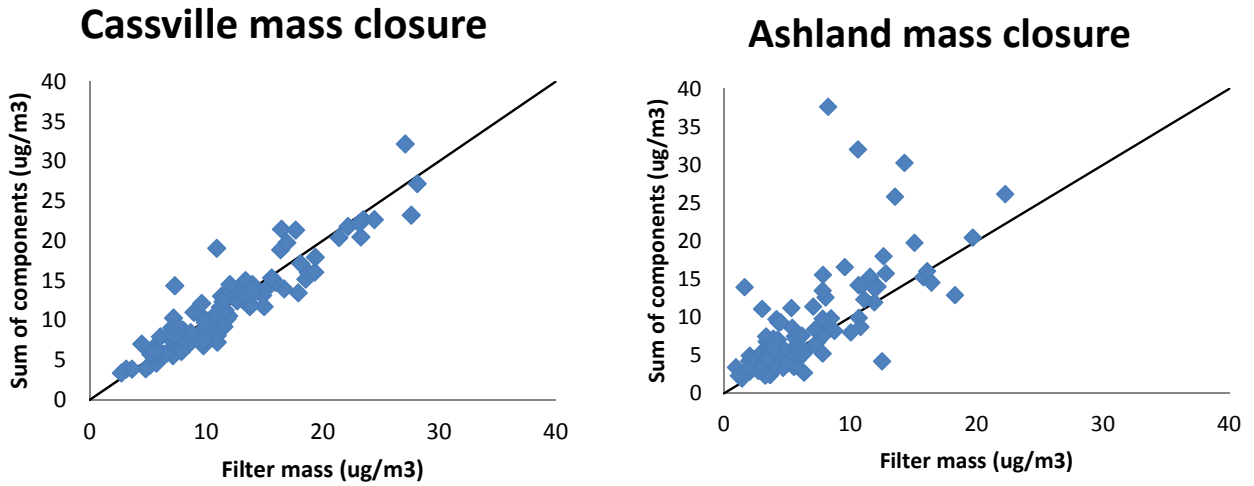 Cassville mass closure
40
35
30
25
20
15
10
5
0
Sum of components (ug/m3)
0 10 20 30 40
Filter mass (ug/m3)
Ashland mass closure
40
35
30
25
20
15
10
5
0
Sum of components (ug/m3)
0 10 20 30 40
Filter mass (ug/m3)